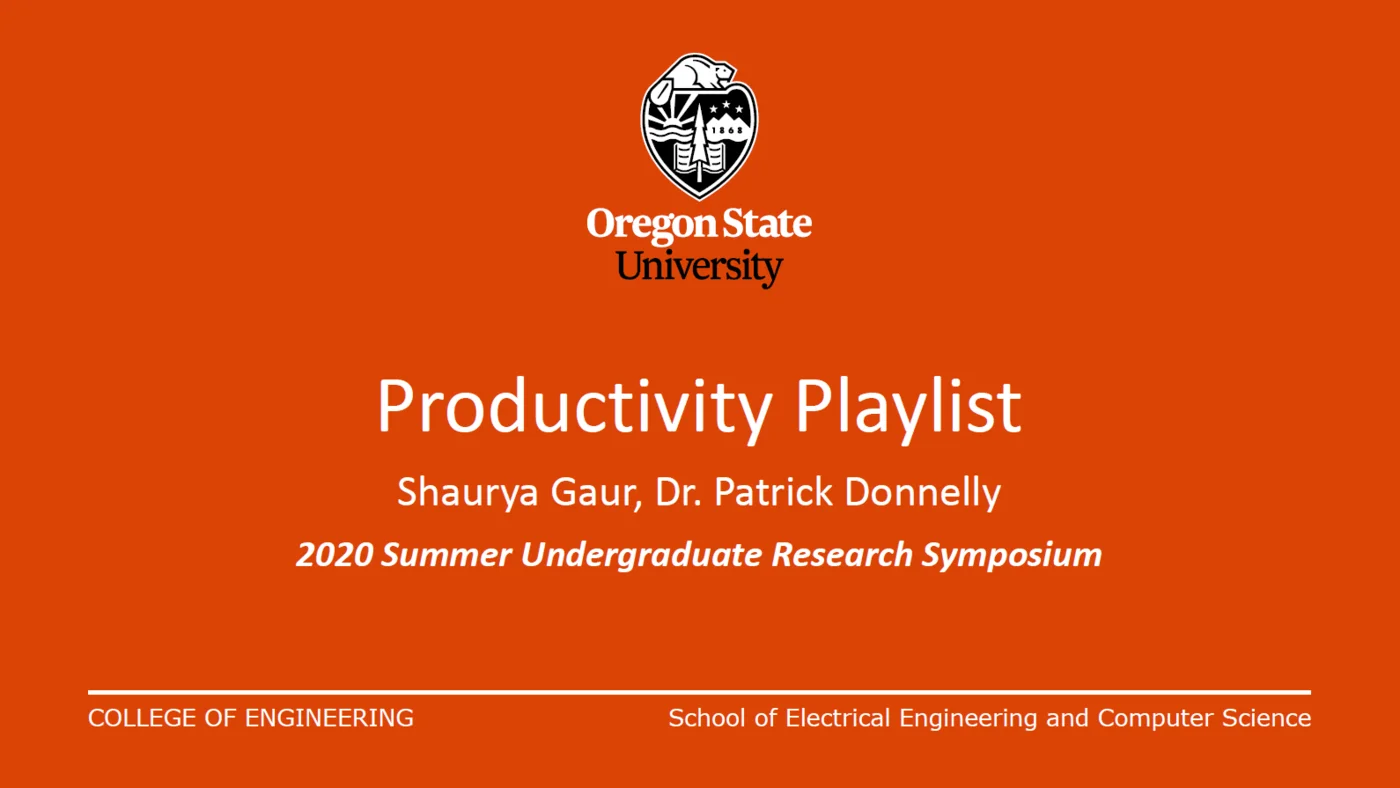 1868
Oregon State
University
Productivity Playlist
Shaurya Gaur, Dr. Patrick Donnelly
2020 Summer Undergraduate Research Symposium
COLLEGE OF ENGINEERING
School of Electrical Engineering and Computer Science